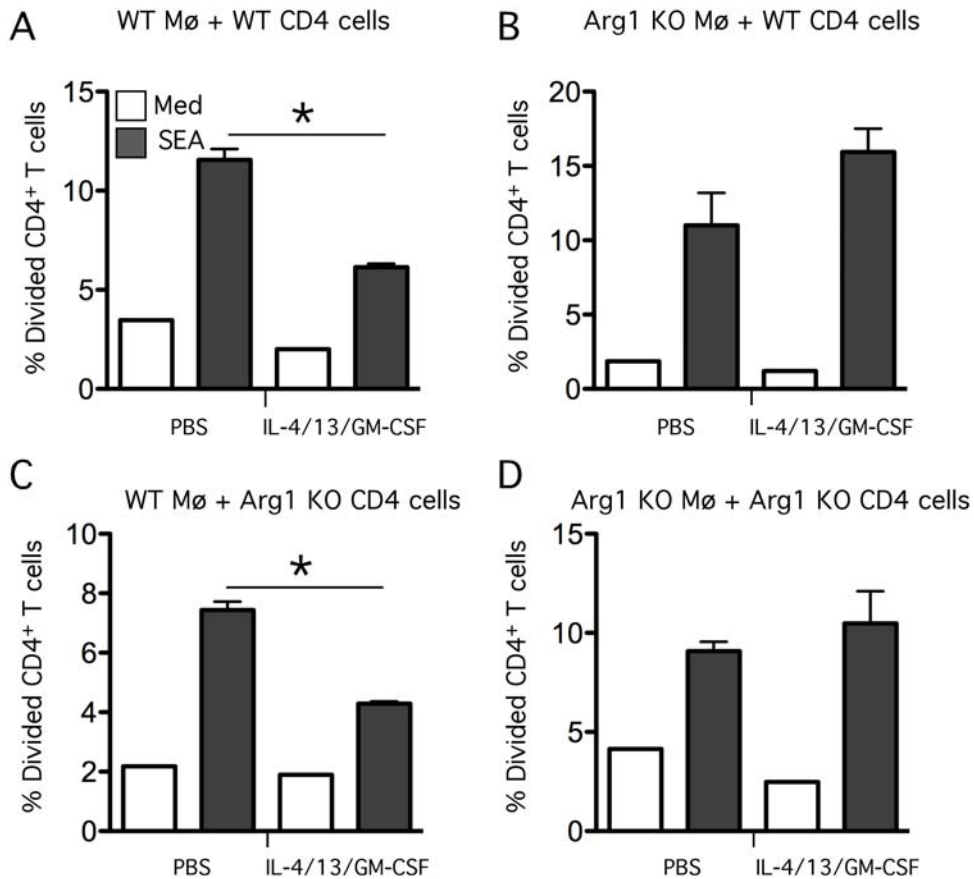 A
WT Mø + WT CD4 cells
% Divided CD4+ T cells
15
10
5
0
Med
SEA
*
PBS
IL-4/13/GM-CSF
B
Arg1 KO Mø + WT CD4 cells
% Divided CD4+ T cells
20
15
10
5
0
PBS
IL-4/13/GM-CSF
C
WT Mø + Arg1 KO CD4 cells
% Divided CD4+ T cells
10
8
6
4
2
0
*
PBS
IL-4/13/GM-CSF
D
Arg1 KO Mø + Arg1 KO CD4 cells
% Divided CD4+ T cells
15
10
5
0
PBS
IL-4/13/GM-CSF